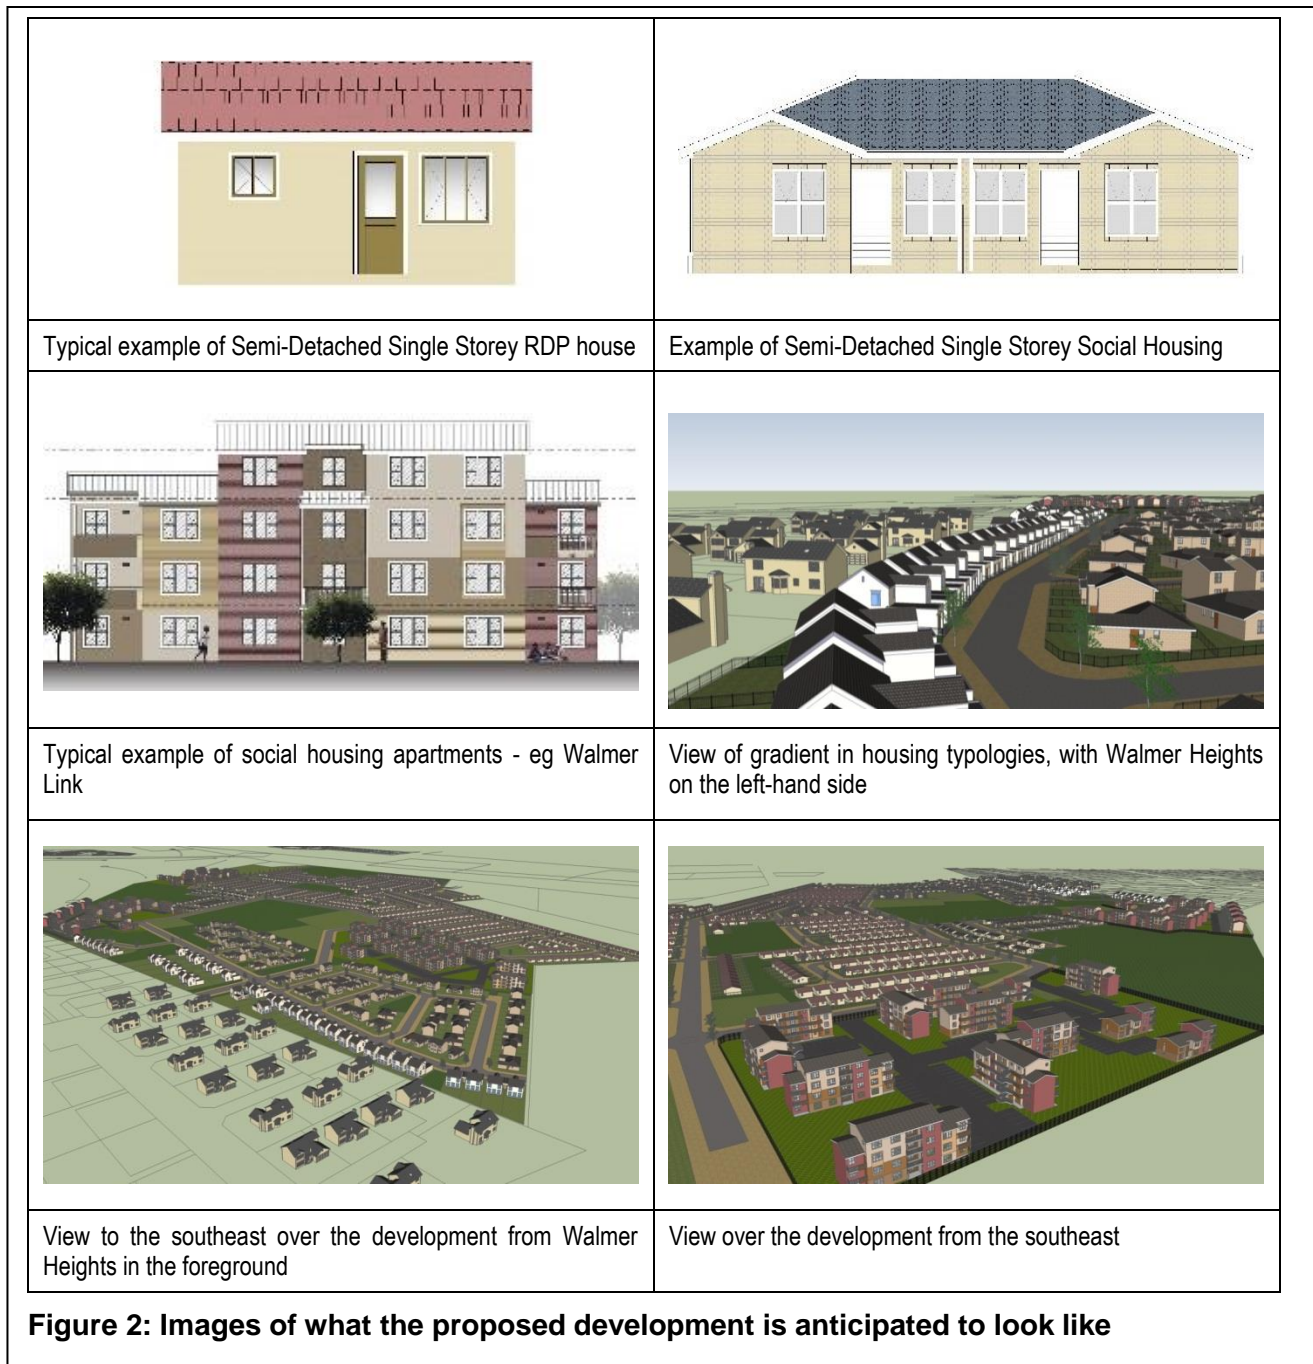 Typical example of Semi-Detached Single Storey RDP house
Example of Semi-Detached Single Storey Social Housing
Typical example of social housing apartments - eg Walmer
Link
View of gradient in housing typologies, with Walmer Heights
on the left-hand side
View to the southeast over the development from Walmer
Heights in the foreground
View over the development from the southeast
Figure 2: Images of what the proposed development is anticipated to look like